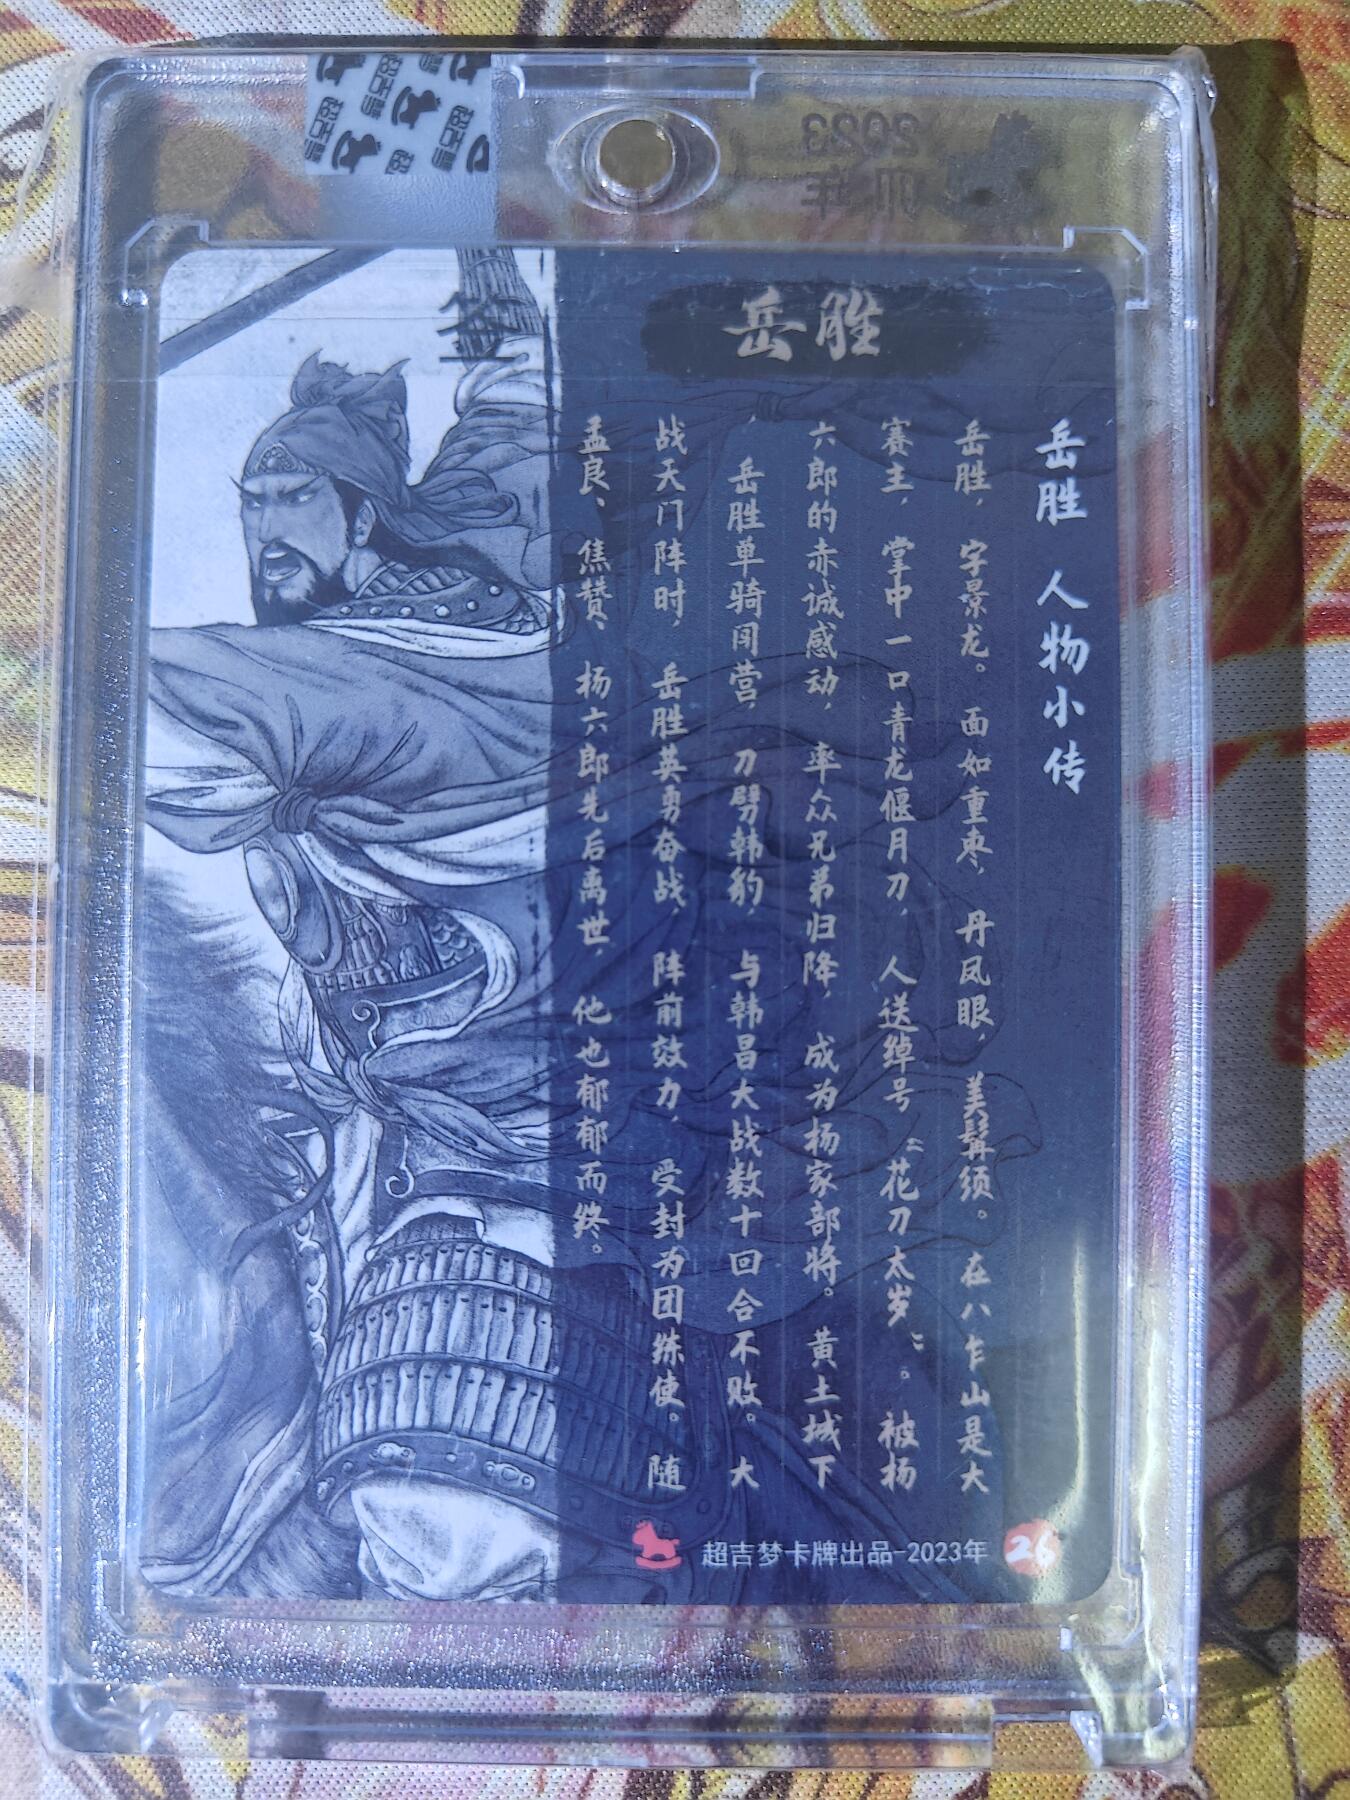 岳胜
签
岳胜 人物小传
岳胜，字景龙。面如重枣，丹凤眼，美髯须。在八乍山是大
赛主，掌中一口青龙偃月刀，人送绰号“花刀太岁”。被杨
六郎的赤诚感动，率众兄弟归降，成为杨家部将。黄土城下
，岳胜单骑闯营，刀劈韩豹，与韩昌大战数十回合不败。大
战天门阵时，岳胜英勇奋战，阵前效力，受封为团练使。随
孟良、焦赞、杨六郎先后离世，他也郁郁而终。
超吉梦卡牌出品-2023年
26
2023